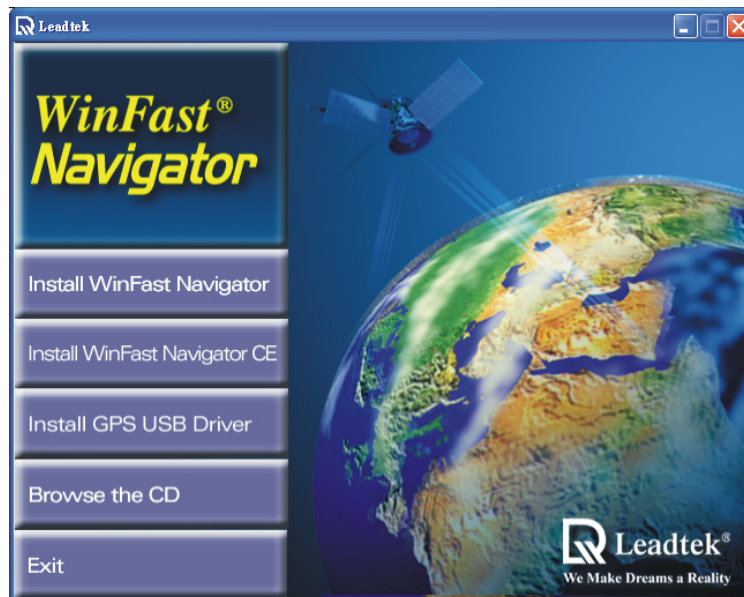 Leadtek
WinFast®
Navigator
Install WinFast Navigator
Install WinFast Navigator CE
Install GPS USB Driver
Browse the CD
Exit
Leadtek®
We Make Dreams a Reality